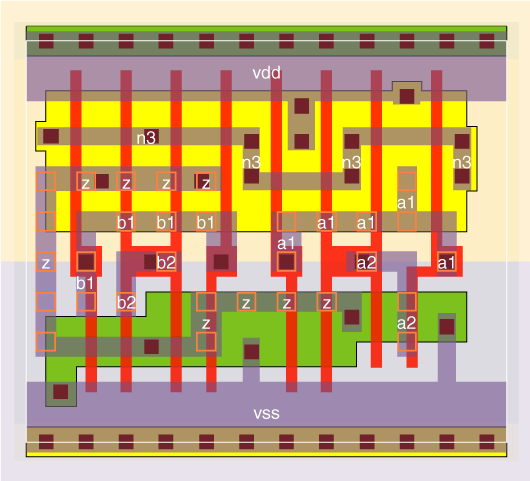 vdd
n3
n3 n3 n3
z z z z
a1
b1 b1 b1 a1 a1
a1
z b2 a2 a1
b1
b2 z z z
z a2
vss